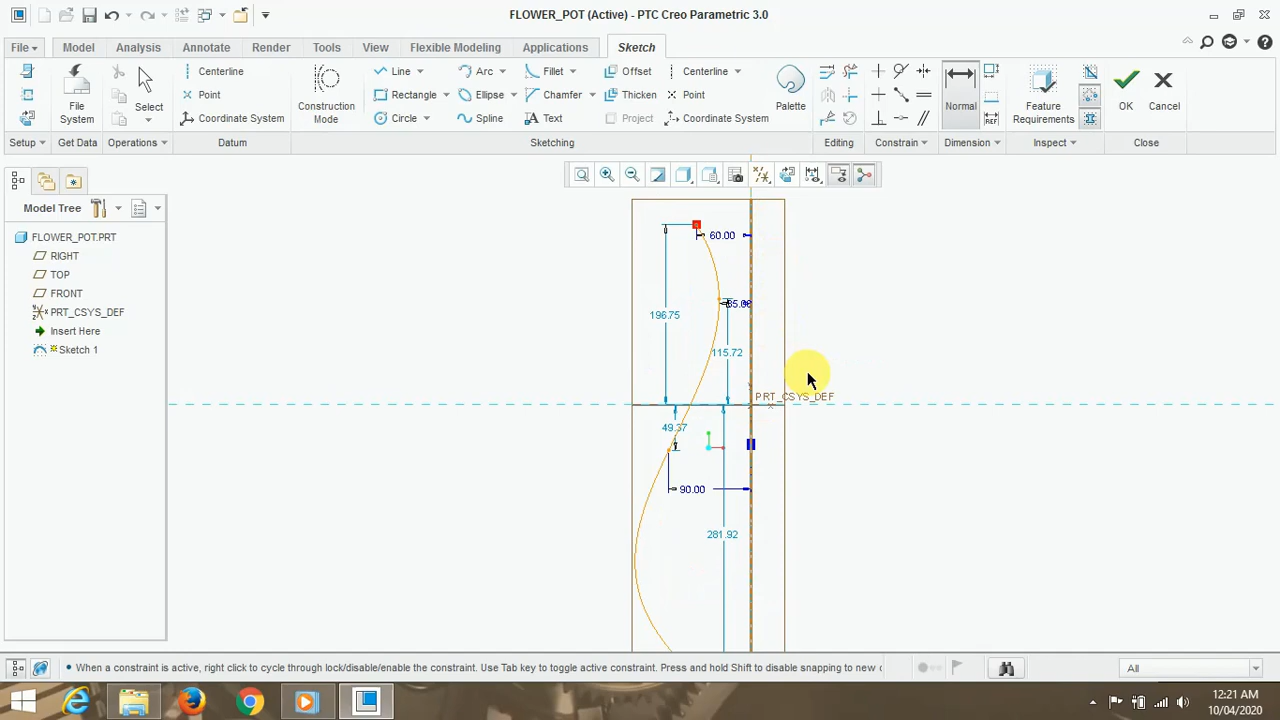 FLOWER_POT (Active) - PTC Creo Parametric 3.0
File Model Analysis Annotate Render Tools View Flexible Modeling Applications Sketch
Centerline Line Arc Fillet Offset Centerline
Point Rectangle Ellipse Chamfer Thicken Point
Coordinate System Circle Spline Text Project Coordinate System
File System Select Construction Mode Palette Normal Feature Requirements OK Cancel
Setup Get Data Operations Datum Sketching Editing Constrain Dimension Inspect Close
Model Tree
FLOWER_POT.PRT
RIGHT
TOP
FRONT
PRT_CSYS_DEF
Insert Here
Sketch 1
60.00
196.75
115.72
PRT_CSYS_DEF
49.37
90.00
281.92
When a constraint is active, right click to cycle through lock/disable/enable the constraint. Use Tab key to toggle active constraint. Press and hold Shift to disable snapping to new
All
12:21 AM
10/04/2020